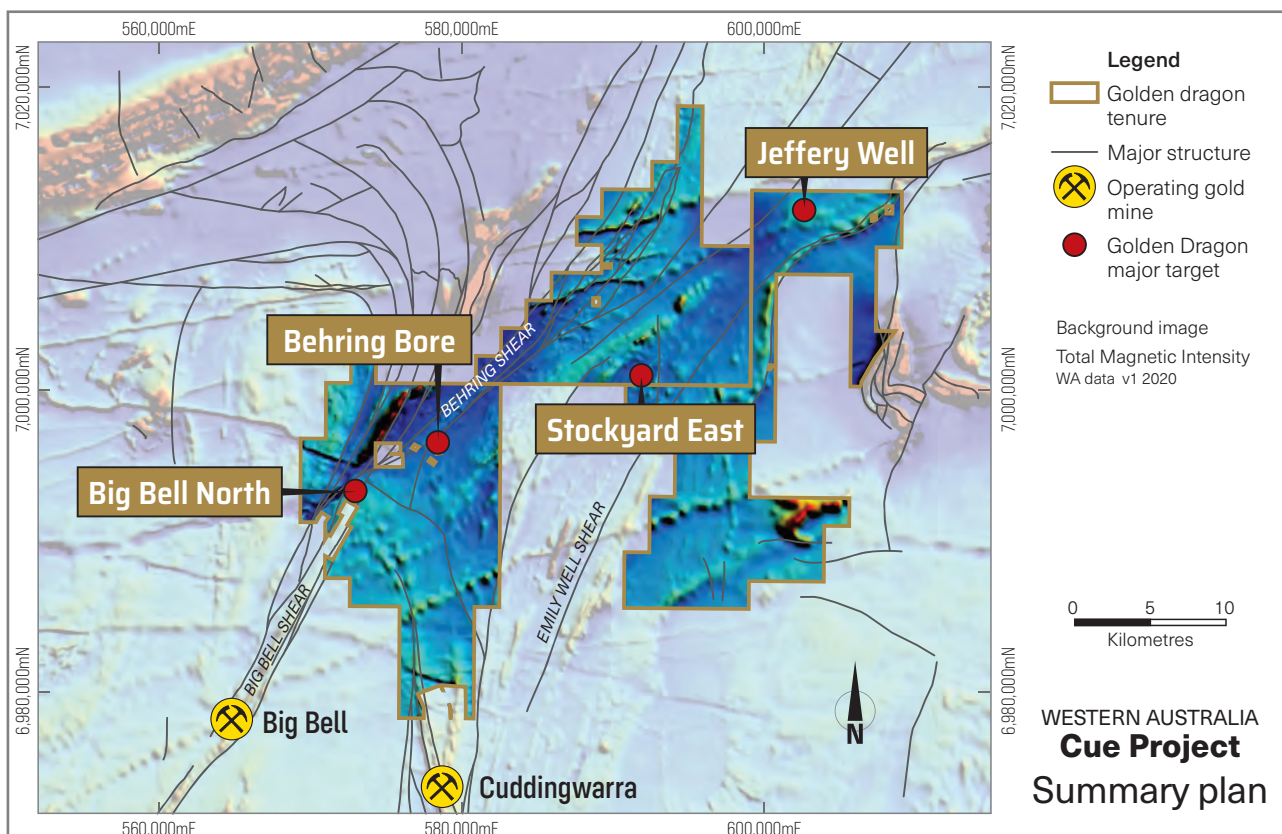 560,000mE
580,000mE
600,000mE
7,020,000mN
7,020,000mN
7,000,000mN
7,000,000mN
6,980,000mN
6,980,000mN
Jeffery Well
Behring Bore
BEHRING SHEAR
Stockyard East
Big Bell North
EMILY WELL SHEAR
BIG BELL SHEAR
Big Bell
Cuddingwarra
N
560,000mE
580,000mE
600,000mE
Legend
Golden dragon
tenure
Major structure
Operating gold
mine
Golden Dragon
major target
Background image
Total Magnetic Intensity
WA data v1 2020
0 5 10
Kilometres
WESTERN AUSTRALIA
Cue Project
Summary plan